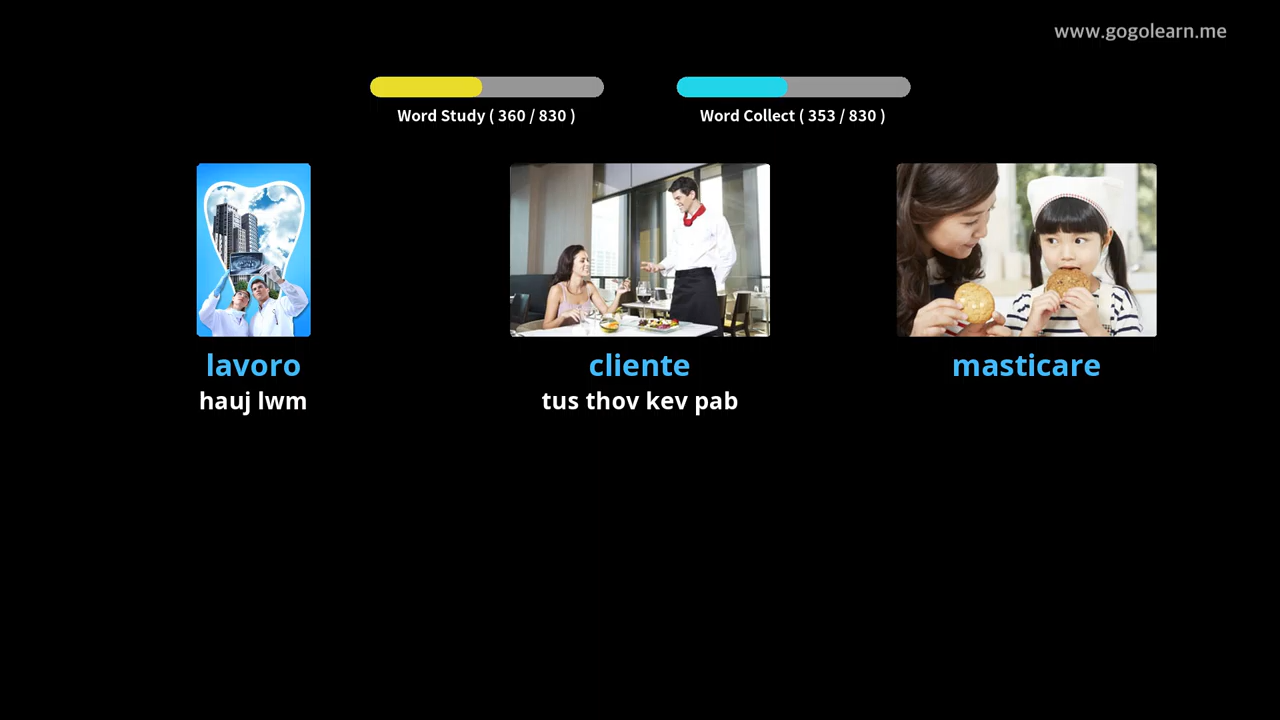 www.gogolearn.me
Word Study ( 360 / 830 )
Word Collect ( 353 / 830 )
lavoro
hauj lwm
cliente
tus thov kev pab
masticare